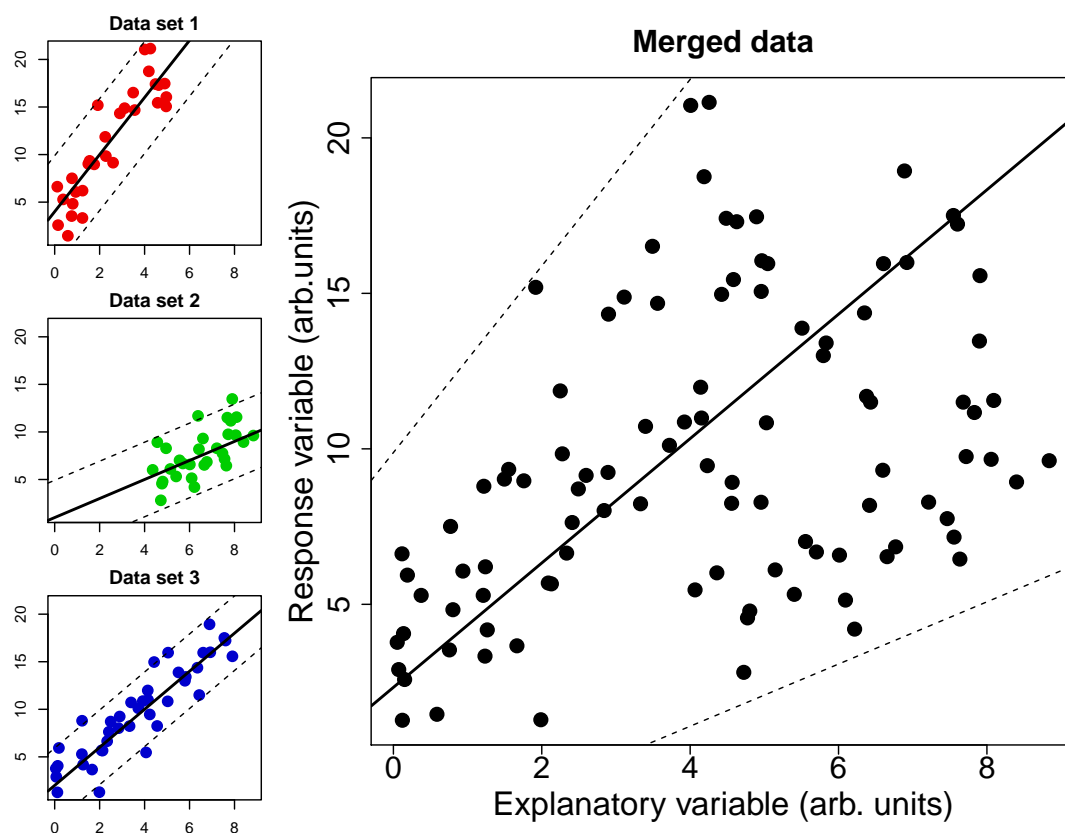 Data set 1
5 10 15 20
0 2 4 6 8
Data set 2
5 10 15 20
0 2 4 6 8
Data set 3
5 10 15 20
0 2 4 6 8
Merged data
Response variable (arb.units)
5 10 15 20
0 2 4 6 8
Explanatory variable (arb. units)